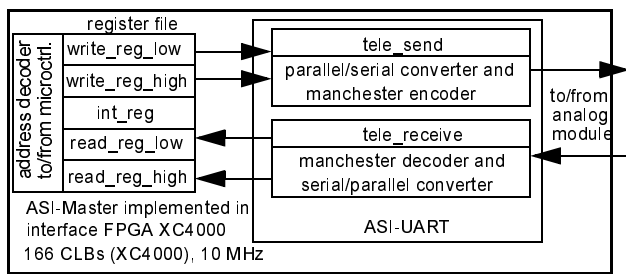 register file
address decoder
to/from microctrl.
write_reg_low
write_reg_high
int_reg
read_reg_low
read_reg_high
tele_send
parallel/serial converter and
manchester encoder
tele_receive
manchester decoder and
serial/parallel converter
ASI-UART
to/from
analog
module
ASI-Master implemented in
interface FPGA XC4000
166 CLBs (XC4000), 10 MHz